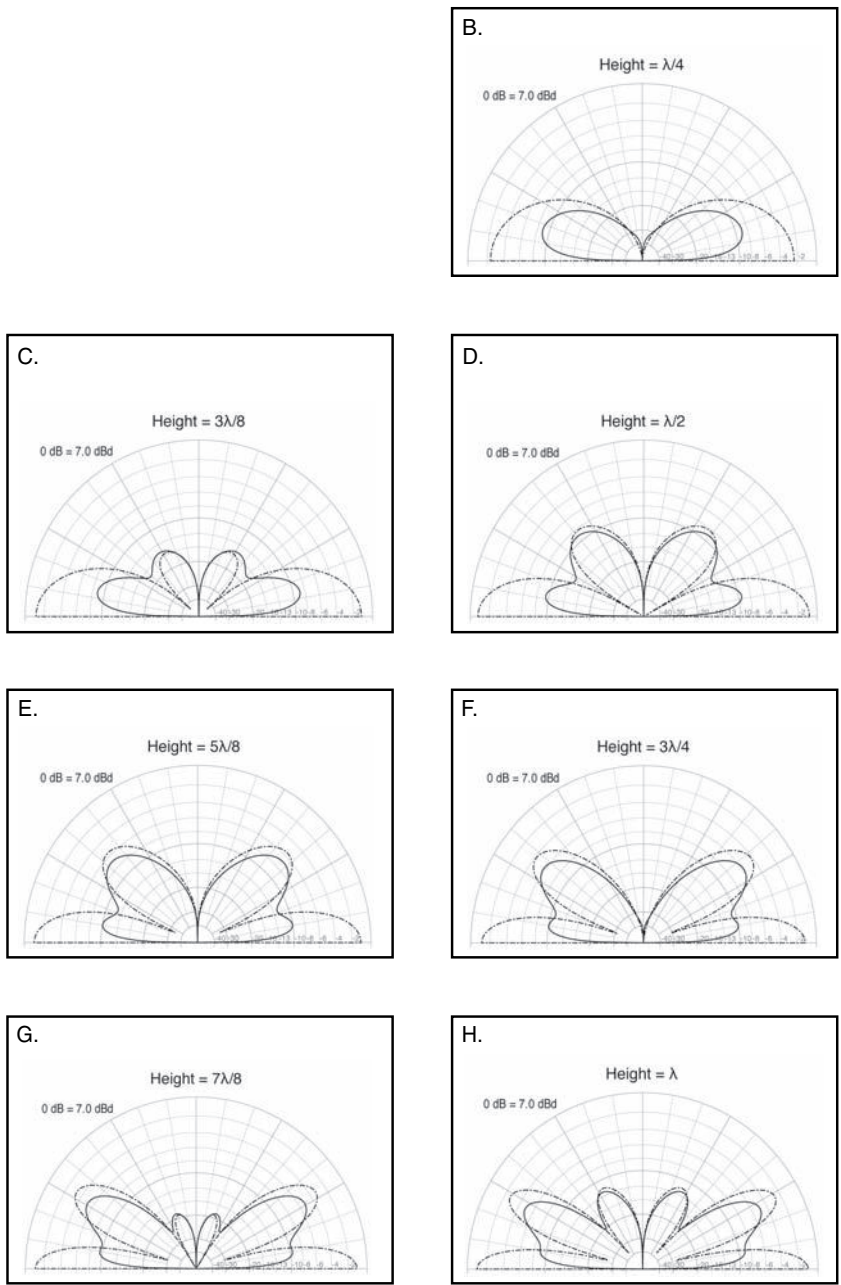 B.
Height = λ/4
0 dB = 7.0 dBd
C.
Height = 3λ/8
0 dB = 7.0 dBd
D.
Height = λ/2
0 dB = 7.0 dBd
E.
Height = 5λ/8
0 dB = 7.0 dBd
F.
Height = 3λ/4
0 dB = 7.0 dBd
G.
Height = 7λ/8
0 dB = 7.0 dBd
H.
Height = λ
0 dB = 7.0 dBd